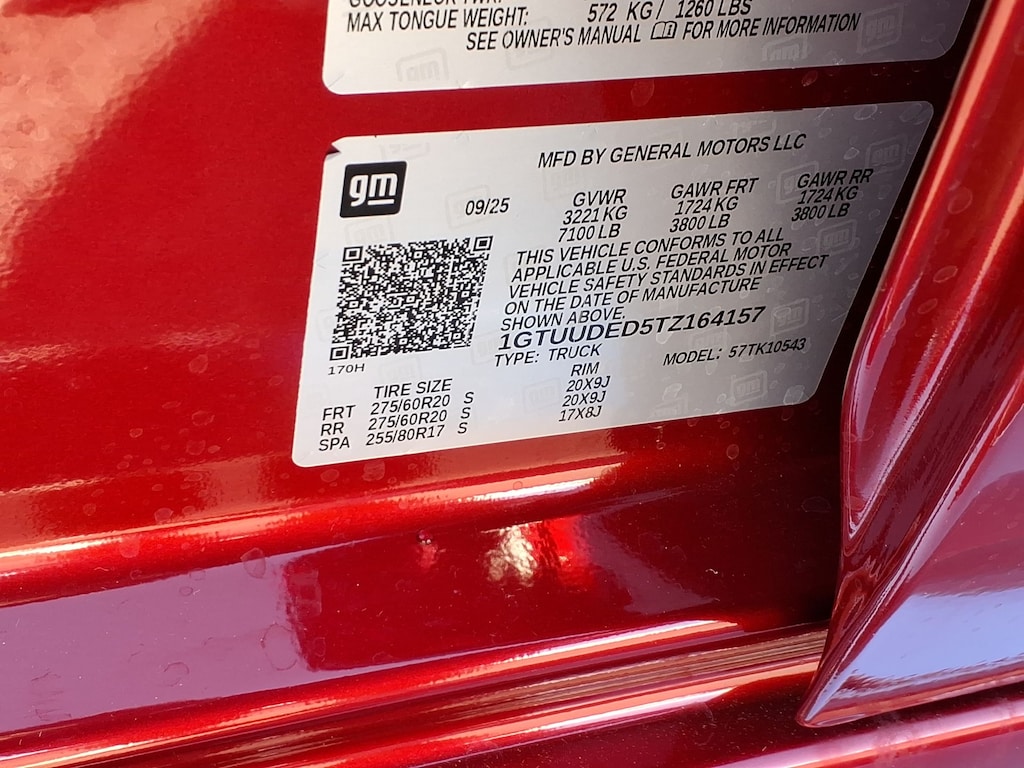 MAX TONGUE WEIGHT: 572 KG / 1260 LBS
SEE OWNER'S MANUAL FOR MORE INFORMATION
gm
MFD BY GENERAL MOTORS LLC
09/25 GVWR GAWR FRT GAWR RR
3221 KG 1724 KG 1724 KG
7100 LB 3800 LB 3800 LB
THIS VEHICLE CONFORMS TO ALL
APPLICABLE U.S. FEDERAL MOTOR
VEHICLE SAFETY STANDARDS IN EFFECT
ON THE DATE OF MANUFACTURE
SHOWN ABOVE.
1GTUUDED5TZ164157
170H
TYPE: TRUCK MODEL: 57TK10543
TIRE SIZE RIM
FRT 275/60R20 S 20X9J
RR 275/60R20 S 20X9J
SPA 255/80R17 S 17X8J